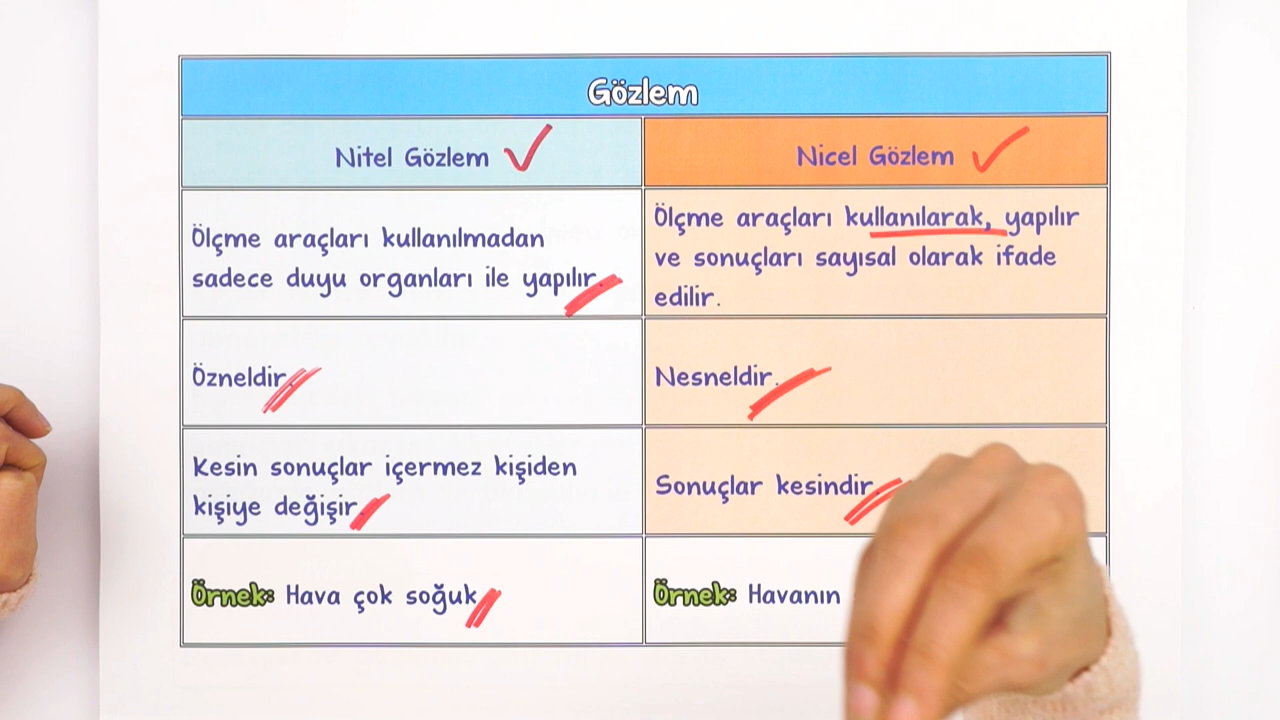 Gözlem
Nitel Gözlem
Nicel Gözlem
Ölçme araçları kullanılmadan
sadece duyu organları ile yapılır.
Ölçme araçları kullanılarak, yapılır
ve sonuçları sayısal olarak ifade
edilir.
Özneldir.
Nesneldir.
Kesin sonuçlar içermez kişiden
kişiye değişir.
Sonuçlar kesindir.
Örnek: Hava çok soğuk
Örnek: Havanın